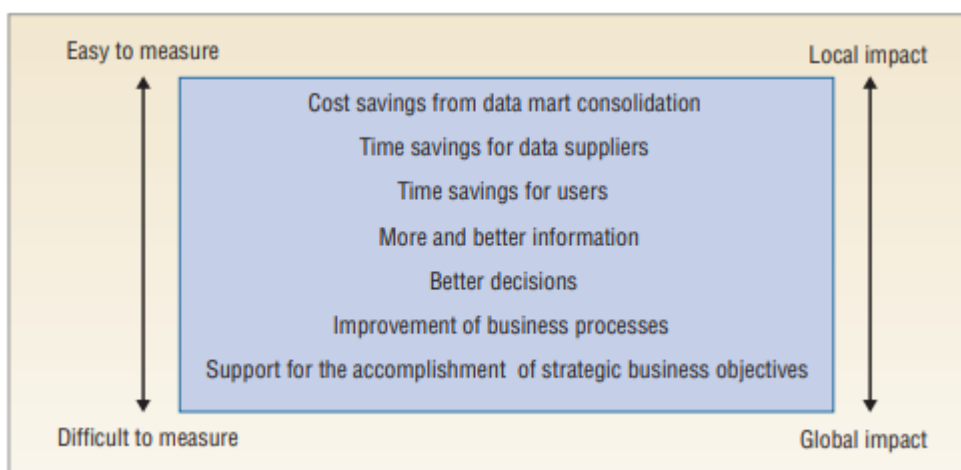 Easy to measure
Local impact
Cost savings from data mart consolidation
Time savings for data suppliers
Time savings for users
More and better information
Better decisions
Improvement of business processes
Support for the accomplishment of strategic business objectives
Difficult to measure
Global impact